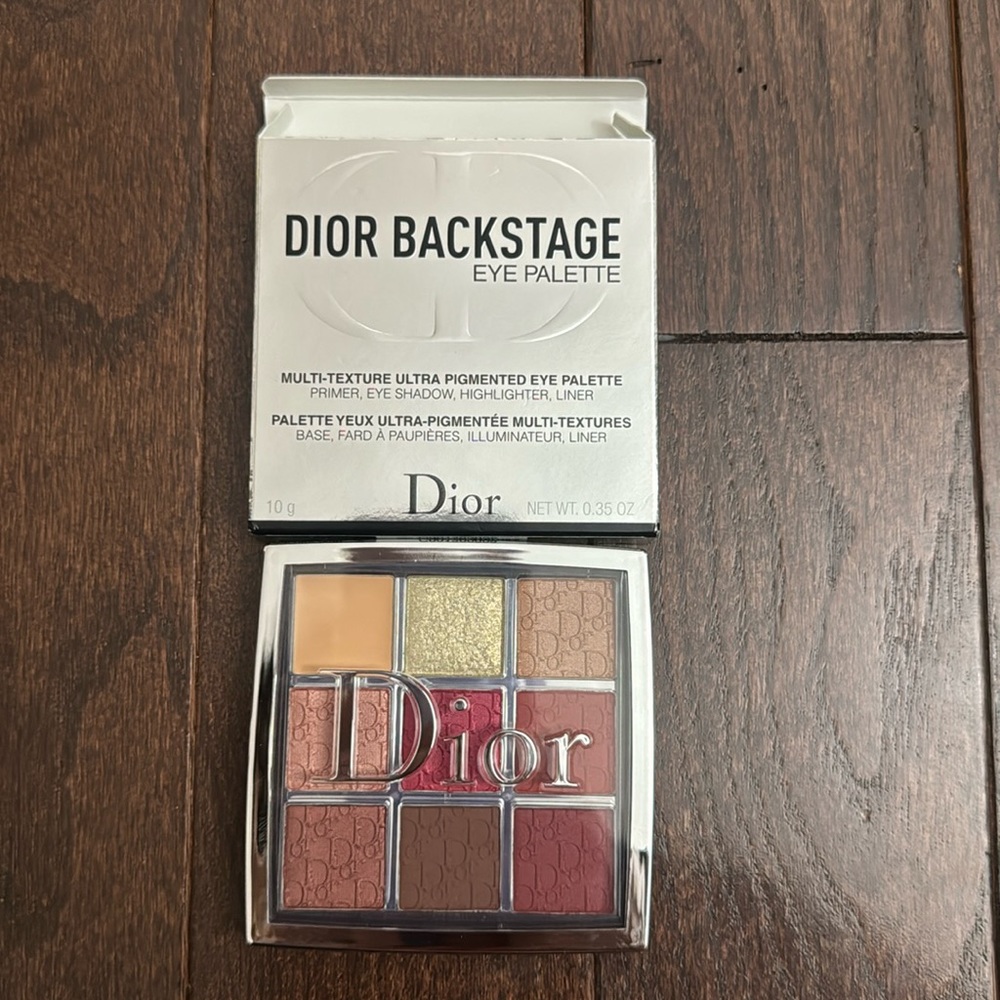 DIOR BACKSTAGE
EYE PALETTE
MULTI-TEXTURE ULTRA PIGMENTED EYE PALETTE
PRIMER, EYE SHADOW, HIGHLIGHTER, LINER
PALETTE YEUX ULTRA-PIGMENTÉE MULTI-TEXTURES
BASE, FARD À PAUPIÈRES, ILLUMINATEUR, LINER
10 g Dior NET WT. 0.35 OZ
Dior